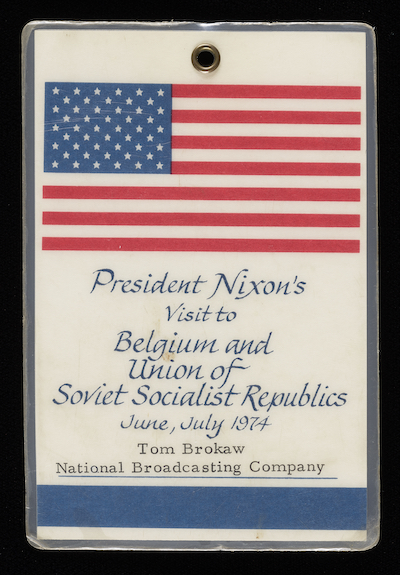 President Nixon's
Visit to
Belgium and
Union of
Soviet Socialist Republics
June, July 1974
Tom Brokaw
National Broadcasting Company